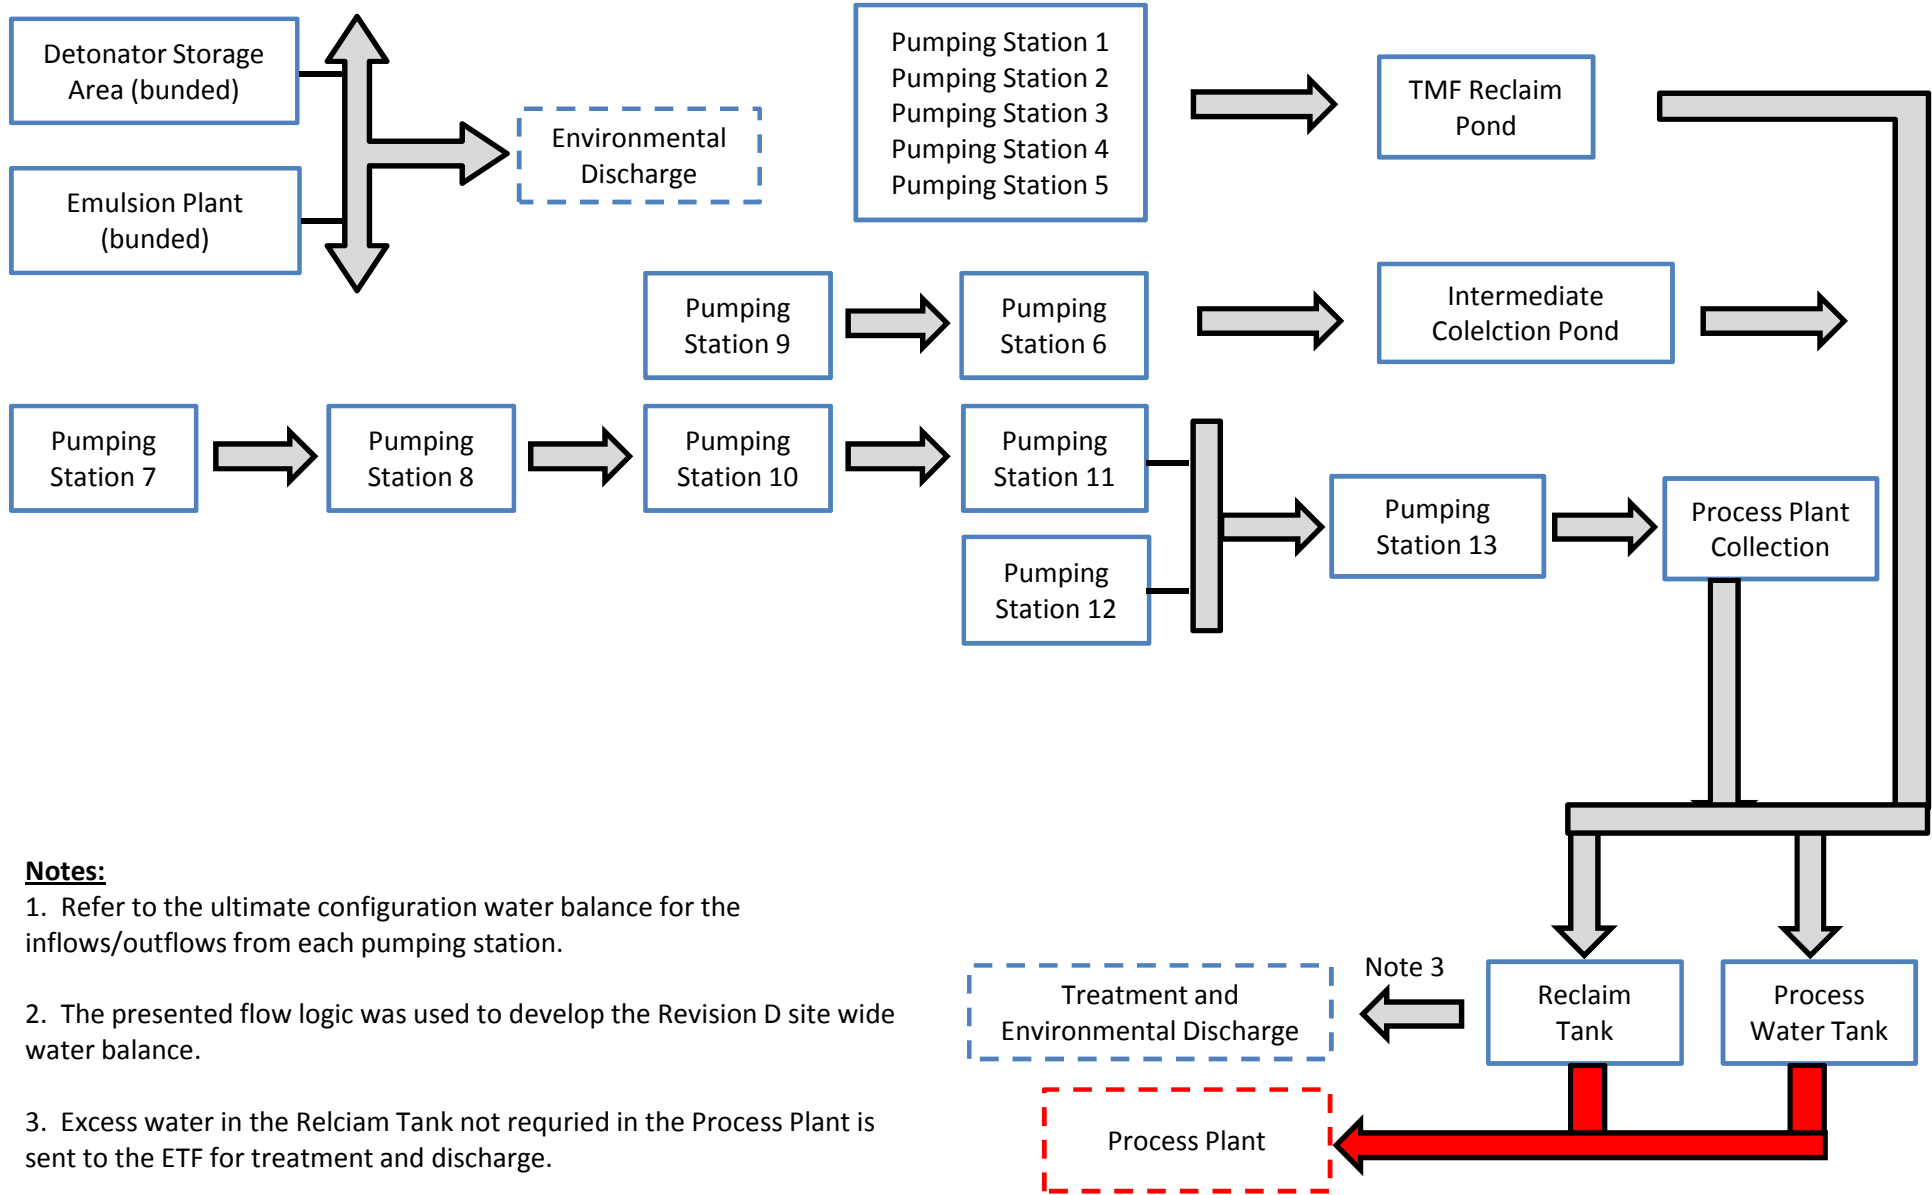 Detonator Storage
Area (bunded)
Emulsion Plant
(bunded)
Environmental
Discharge
Pumping Station 1
Pumping Station 2
Pumping Station 3
Pumping Station 4
Pumping Station 5
TMF Reclaim
Pond
Pumping
Station 9
Pumping
Station 6
Intermediate
Colelction Pond
Pumping
Station 7
Pumping
Station 8
Pumping
Station 10
Pumping
Station 11
Pumping
Station 12
Pumping
Station 13
Process Plant
Collection
Notes:
1. Refer to the ultimate configuration water balance for the
inflows/outflows from each pumping station.
2. The presented flow logic was used to develop the Revision D site wide
water balance.
3. Excess water in the Relciam Tank not requried in the Process Plant is
sent to the ETF for treatment and discharge.
Treatment and
Environmental Discharge
Note 3
Reclaim
Tank
Process
Water Tank
Process Plant